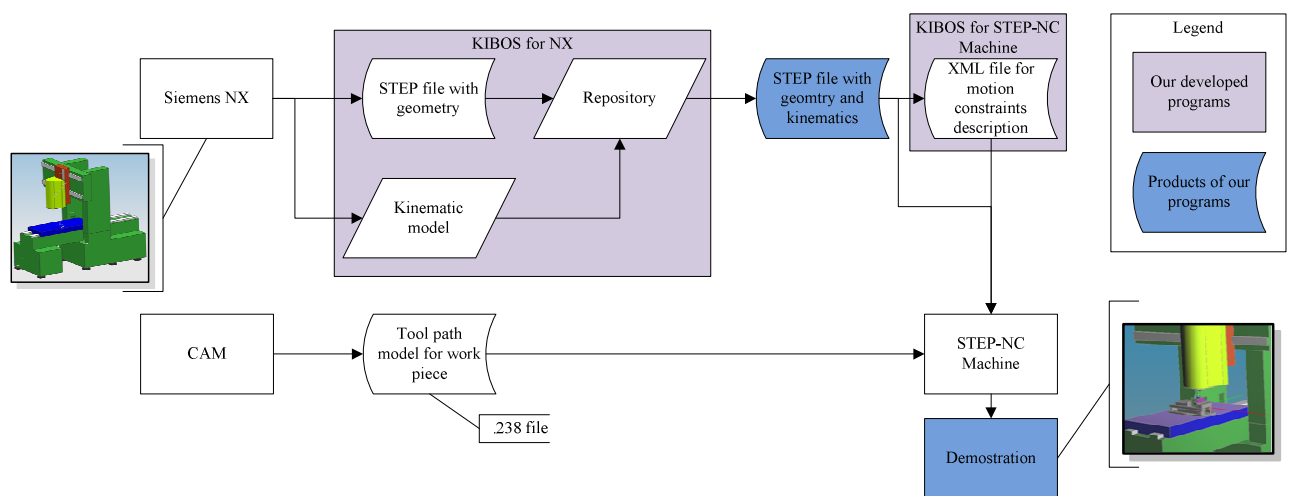 Siemens NX
KIBOS for NX
STEP file with
geometry
Repository
Kinematic
model
STEP file with
geomtry and
kinematics
KIBOS for STEP-NC
Machine
XML file for
motion
constraints
description
Legend
Our developed
programs
Products of our
programs
CAM
Tool path
model for work
piece
.238 file
STEP-NC
Machine
Demostration